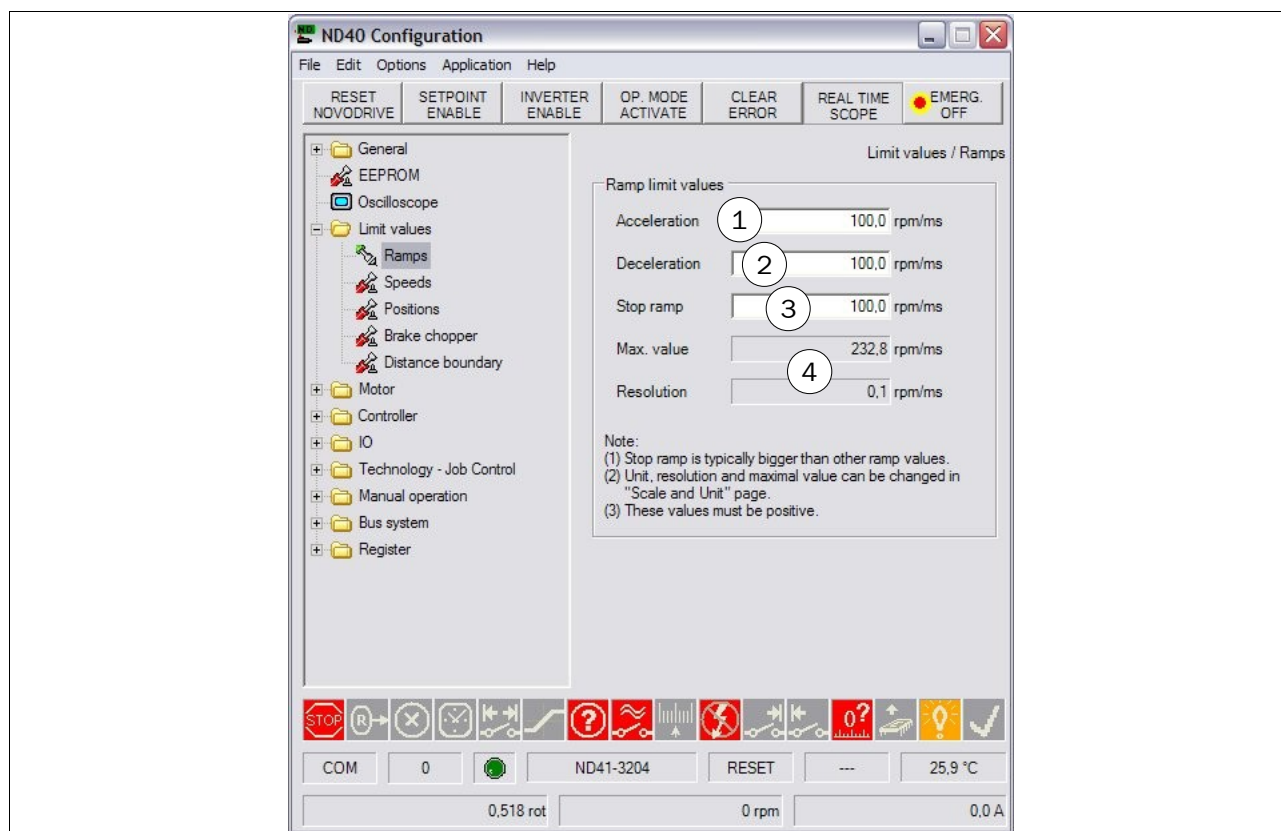 ND40 Configuration
File Edit Options Application Help
RESET NOVODRIVE
SETPOINT ENABLE
INVERTER ENABLE
OP. MODE ACTIVATE
CLEAR ERROR
REAL TIME SCOPE
EMERG. OFF
General
EEPROM
Oscilloscope
Limit values
Ramps
Speeds
Positions
Brake chopper
Distance boundary
Motor
Controller
IO
Technology - Job Control
Manual operation
Bus system
Register
Limit values / Ramps
Ramp limit values
Acceleration 1 100,0 rpm/ms
Deceleration 2 100,0 rpm/ms
Stop ramp 3 100,0 rpm/ms
Max. value 232,8 rpm/ms
4
Resolution 0,1 rpm/ms
Note:
(1) Stop ramp is typically bigger than other ramp values.
(2) Unit, resolution and maximal value can be changed in
"Scale and Unit" page.
(3) These values must be positive.
STOP R ? 0?
COM 0 ND41-3204 RESET --- 25,9 °C
0,518 rot 0 rpm 0,0 A